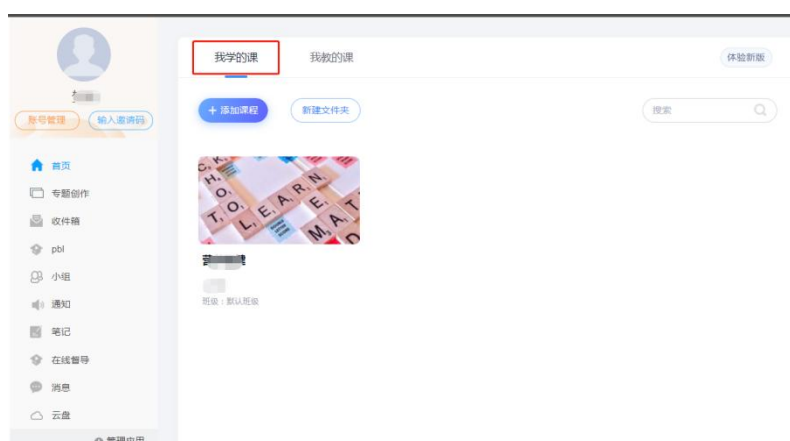 我学的课
我教的课
体验新版
账号管理
输入邀请码
+ 添加课程
新建文件夹
搜索
首页
专题创作
收件箱
pbl
小组
通知
笔记
在线督导
消息
云盘
班级：默认班级